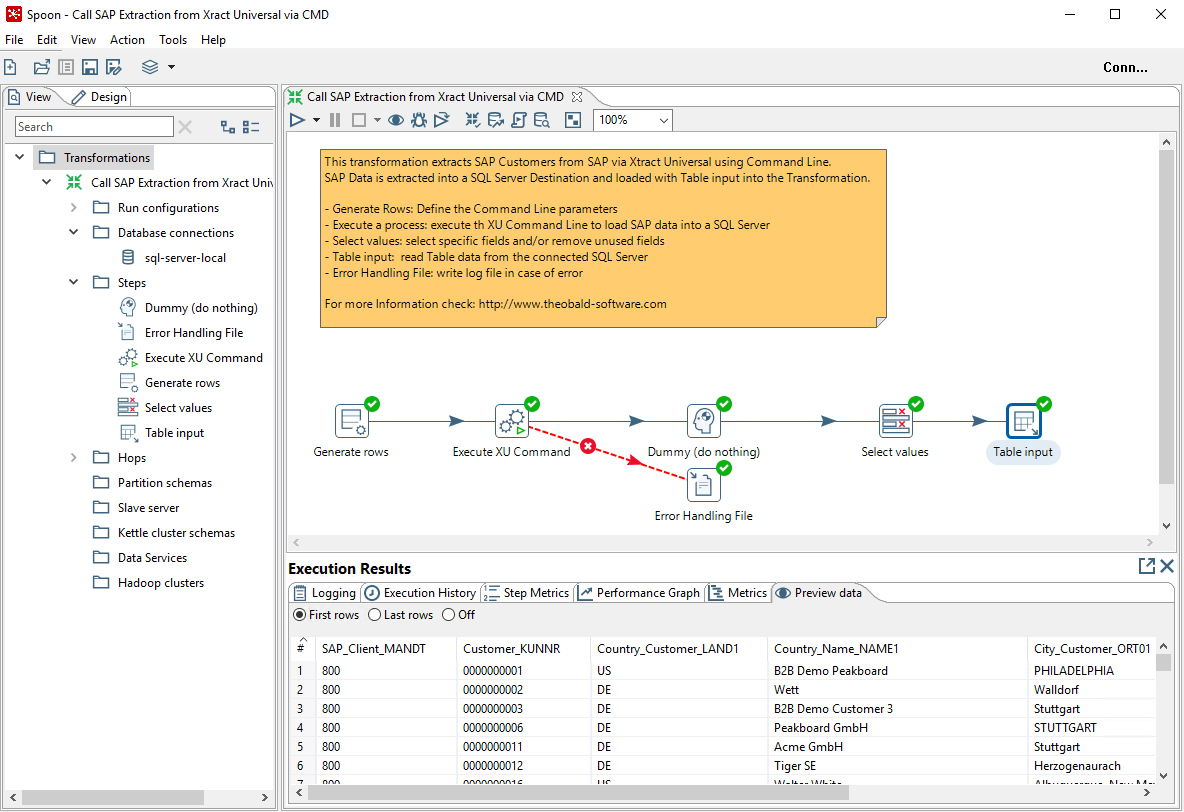 Spoon - Call SAP Extraction from Xract Universal via CMD
File Edit View Action Tools Help
Conn...
View Design
Search
Transformations
Call SAP Extraction from Xract Univ
Run configurations
Database connections
sql-server-local
Steps
Dummy (do nothing)
Error Handling File
Execute XU Command
Generate rows
Select values
Table input
Hops
Partition schemas
Slave server
Kettle cluster schemas
Data Services
Hadoop clusters
Call SAP Extraction from Xract Universal via CMD
100%
This transformation extracts SAP Customers from SAP via Xtract Universal using Command Line.
SAP Data is extracted into a SQL Server Destination and loaded with Table input into the Transformation.
- Generate Rows: Define the Command Line parameters
- Execute a process: execute th XU Command Line to load SAP data into a SQL Server
- Select values: select specific fields and/or remove unused fields
- Table input:  read Table data from the connected SQL Server
- Error Handling File: write log file in case of error
For more Information check: http://www.theobald-software.com
Generate rows Execute XU Command Dummy (do nothing) Select values Table input
Error Handling File
Execution Results
Logging Execution History Step Metrics Performance Graph Metrics Preview data
First rows Last rows Off
# SAP_Client_MANDT Customer_KUNNR Country_Customer_LAND1 Country_Name_NAME1 City_Customer_ORT01
1 800 0000000001 US B2B Demo Peakboard PHILADELPHIA
2 800 0000000002 DE Wett Walldorf
3 800 0000000003 DE B2B Demo Customer 3 Stuttgart
4 800 0000000006 DE Peakboard GmbH STUTTGART
5 800 0000000011 DE Acme GmbH Stuttgart
6 800 0000000012 DE Tiger SE Herzogenaurach
7 800 0000000016 US Walter White